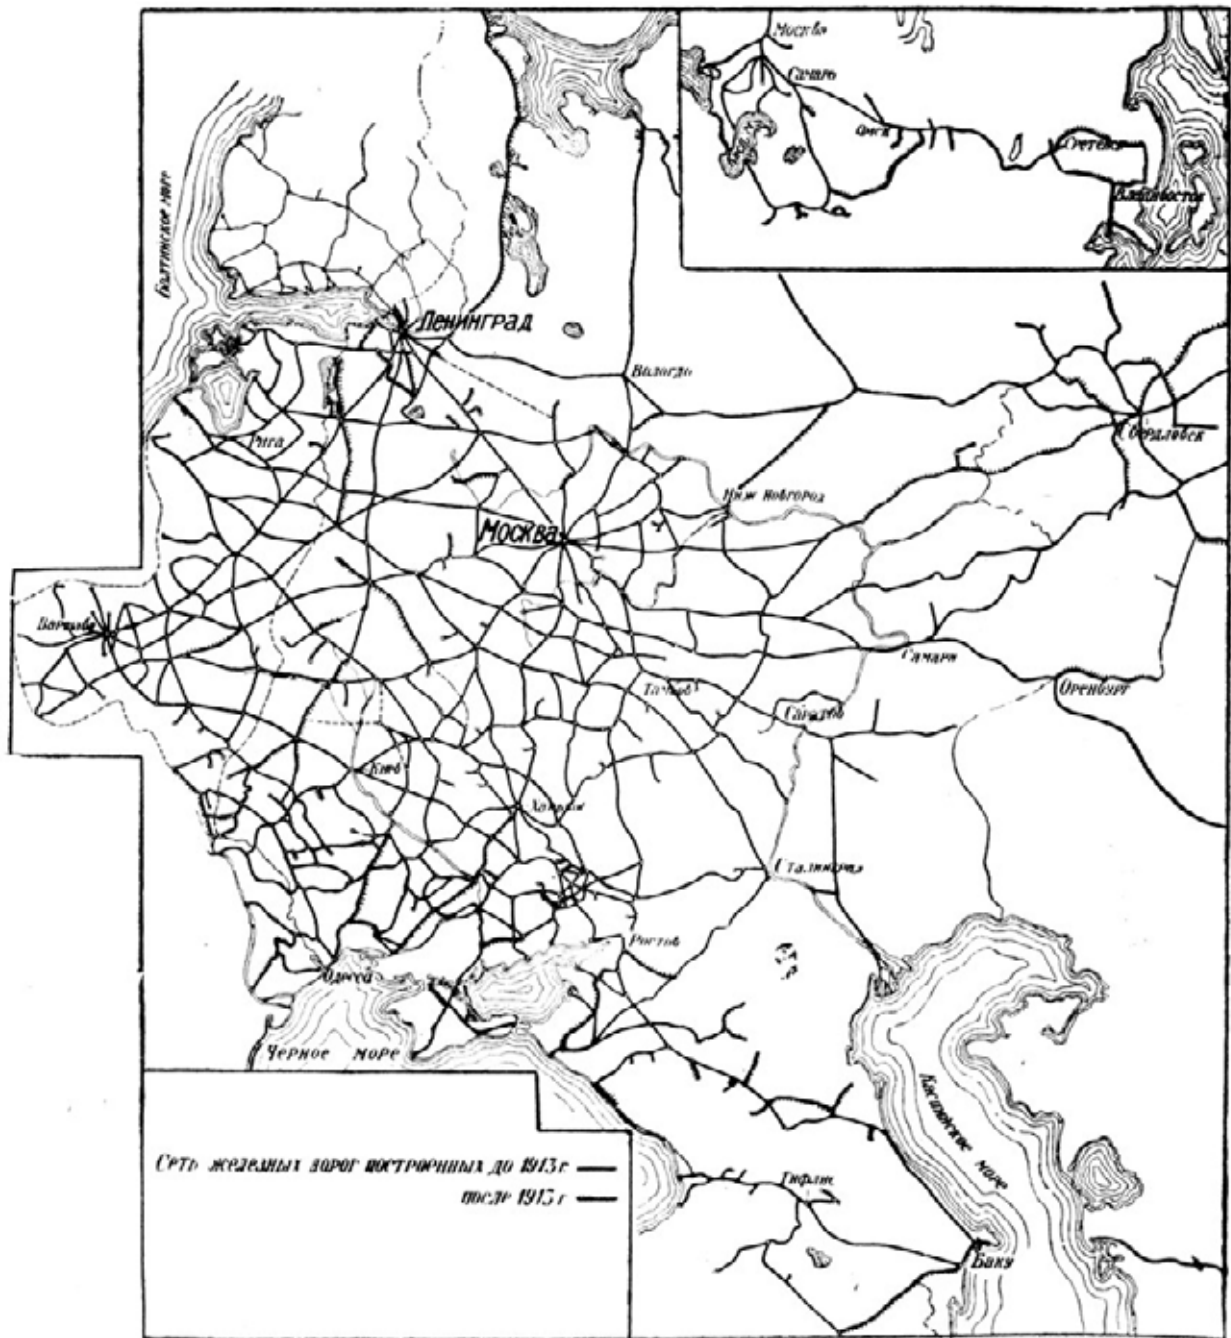 Москва
Самара
Омск
Сретенск
Владивосток
Балтийское море
Ленинград
Вологда
Свердловск
Рига
Ниж Новгород
Москва
Варшава
Самара
Тамбов
Оренбург
Саратов
Киев
Харьков
Сталинград
Ростов
Одесса
Черное море
Каспийское море
Сеть железных дорог построенных до 1913 г
после 1913 г
Тифлис
Баку